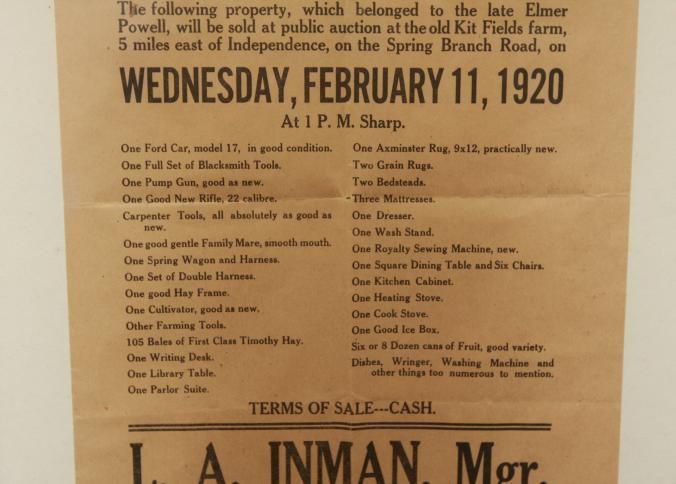 The following property, which belonged to the late Elmer
Powell, will be sold at public auction at the old Kit Fields farm,
5 miles east of Independence, on the Spring Branch Road, on
WEDNESDAY, FEBRUARY 11, 1920
At 1 P. M. Sharp.
One Ford Car, model 17, in good condition.
One Full Set of Blacksmith Tools.
One Pump Gun, good as new.
One Good New Rifle, 22 calibre.
Carpenter Tools, all absolutely as good as
new.
One good gentle Family Mare, smooth mouth.
One Spring Wagon and Harness.
One Set of Double Harness.
One good Hay Frame.
One Cultivator, good as new.
Other Farming Tools.
105 Bales of First Class Timothy Hay.
One Writing Desk.
One Library Table.
One Parlor Suite.
One Axminster Rug, 9x12, practically new.
Two Grain Rugs.
Two Bedsteads.
Three Mattresses.
One Dresser.
One Wash Stand.
One Royalty Sewing Machine, new.
One Square Dining Table and Six Chairs.
One Kitchen Cabinet.
One Heating Stove.
One Cook Stove.
One Good Ice Box.
Six or 8 Dozen cans of Fruit, good variety.
Dishes, Wringer, Washing Machine and
other things too numerous to mention.
TERMS OF SALE---CASH.
L. A. INMAN, Mgr.